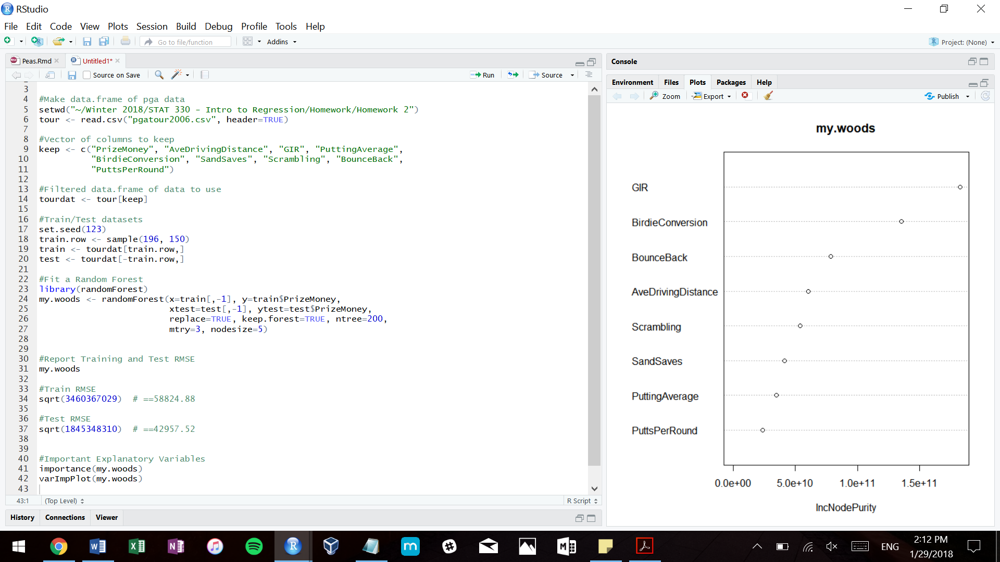 RStudio
File Edit Code View Plots Session Build Debug Profile Tools Help
Go to file/function Addins Project: (None)
Peas.Rmd Untitled1*
Source on Save Run Source
3
4 #Make data.frame of pga data
5 setwd("~/Winter 2018/STAT 330 - Intro to Regression/Homework/Homework 2")
6 tour <- read.csv("pgatour2006.csv", header=TRUE)
7
8 #Vector of columns to keep
9 keep <- c("PrizeMoney", "AveDrivingDistance", "GIR", "PuttingAverage",
10 "BirdieConversion", "SandSaves", "Scrambling", "BounceBack",
11 "PuttsPerRound")
12
13 #Filtered data.frame of data to use
14 tourdat <- tour[keep]
15
16 #Train/Test datasets
17 set.seed(123)
18 train.row <- sample(196, 150)
19 train <- tourdat[train.row,]
20 test <- tourdat[-train.row,]
21
22 #Fit a Random Forest
23 library(randomForest)
24 my.woods <- randomForest(x=train[,-1], y=train$PrizeMoney,
25 xtest=test[,-1], ytest=test$PrizeMoney,
26 replace=TRUE, keep.forest=TRUE, ntree=200,
27 mtry=3, nodesize=5)
28
29
30 #Report Training and Test RMSE
31 my.woods
32
33 #Train RMSE
34 sqrt(3460367029) # ==58824.88
35
36 #Test RMSE
37 sqrt(1845348310) # ==42957.52
38
39
40 #Important Explanatory Variables
41 importance(my.woods)
42 varImpPlot(my.woods)
43
43:1 (Top Level) R Script
History Connections Viewer
Console
Environment Files Plots Packages Help
Zoom Export Publish
my.woods
GIR
BirdieConversion
BounceBack
AveDrivingDistance
Scrambling
SandSaves
PuttingAverage
PuttsPerRound
0.0e+00 5.0e+10 1.0e+11 1.5e+11
IncNodePurity
ENG
2:12 PM
1/29/2018